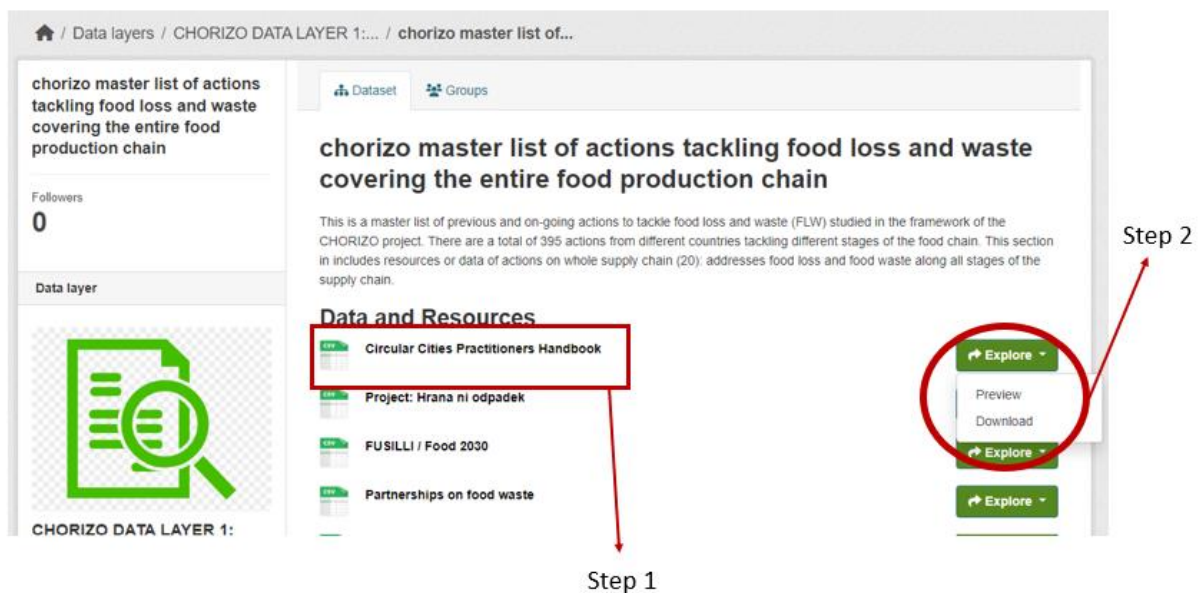 / Data layers / CHORIZO DATA LAYER 1:... / chorizo master list of...
chorizo master list of actions
tackling food loss and waste
covering the entire food
production chain
Followers
0
Data layer
CHORIZO DATA LAYER 1:
Dataset
Groups
chorizo master list of actions tackling food loss and waste
covering the entire food production chain
This is a master list of previous and on-going actions to tackle food loss and waste (FLW) studied in the framework of the
CHORIZO project. There are a total of 395 actions from different countries tackling different stages of the food chain. This section
in includes resources or data of actions on whole supply chain (20): addresses food loss and food waste along all stages of the
supply chain.
Data and Resources
CSV
Circular Cities Practitioners Handbook
Explore
Preview
Download
CSV
Project: Hrana ni odpadek
CSV
FUSILLI / Food 2030
Explore
CSV
Partnerships on food waste
Explore
Step 2
Step 1